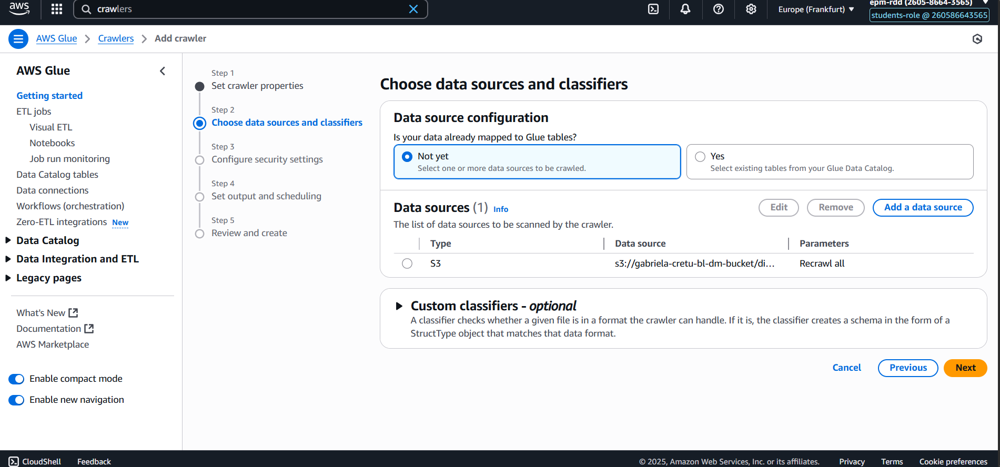 aws
crawlers
Europe (Frankfurt)
epm-rdd (2605-8664-3565)
students-role @ 260586643565
AWS Glue
Crawlers
Add crawler
AWS Glue
Getting started
ETL jobs
Visual ETL
Notebooks
Job run monitoring
Data Catalog tables
Data connections
Workflows (orchestration)
Zero-ETL integrations New
Data Catalog
Data Integration and ETL
Legacy pages
What's New
Documentation
AWS Marketplace
Enable compact mode
Enable new navigation
Step 1
Set crawler properties
Step 2
Choose data sources and classifiers
Step 3
Configure security settings
Step 4
Set output and scheduling
Step 5
Review and create
Choose data sources and classifiers
Data source configuration
Is your data already mapped to Glue tables?
Not yet
Select one or more data sources to be crawled.
Yes
Select existing tables from your Glue Data Catalog.
Data sources (1) Info
Edit
Remove
Add a data source
The list of data sources to be scanned by the crawler.
Type
Data source
Parameters
S3
s3://gabriela-cretu-bl-dm-bucket/di...
Recrawl all
Custom classifiers - optional
A classifier checks whether a given file is in a format the crawler can handle. If it is, the classifier creates a schema in the form of a
StructType object that matches that data format.
Cancel
Previous
Next
CloudShell
Feedback
© 2025, Amazon Web Services, Inc. or its affiliates.
Privacy
Terms
Cookie preferences